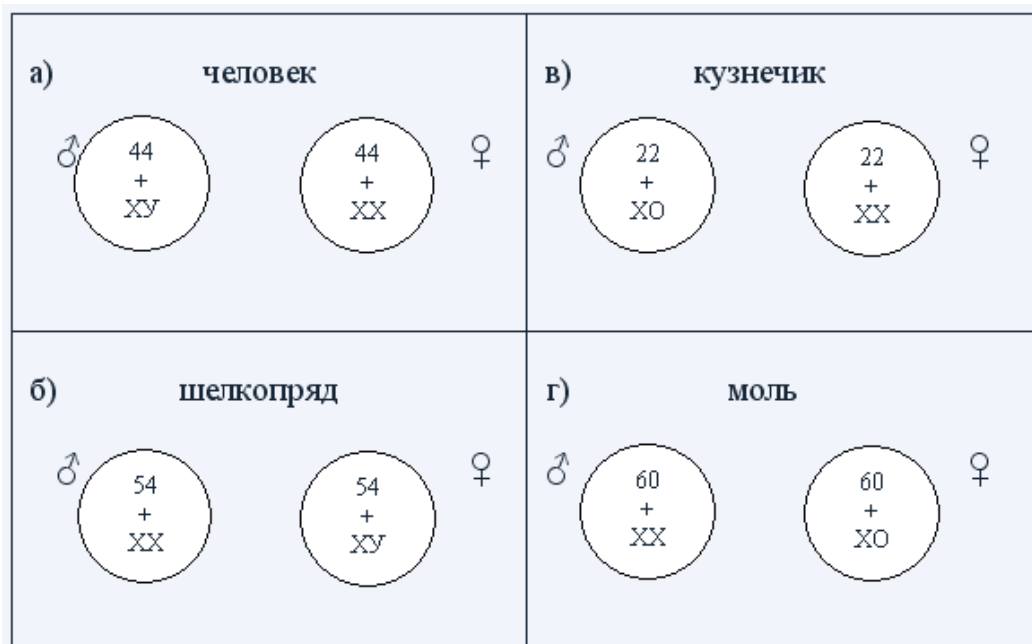 а) человек
♂ ♀
44 + ХУ
44 + ХХ
в) кузнечик
♂ ♀
22 + ХО
22 + ХХ
б) шелкопряд
♂ ♀
54 + ХХ
54 + ХУ
г) моль
♂ ♀
60 + ХХ
60 + ХО